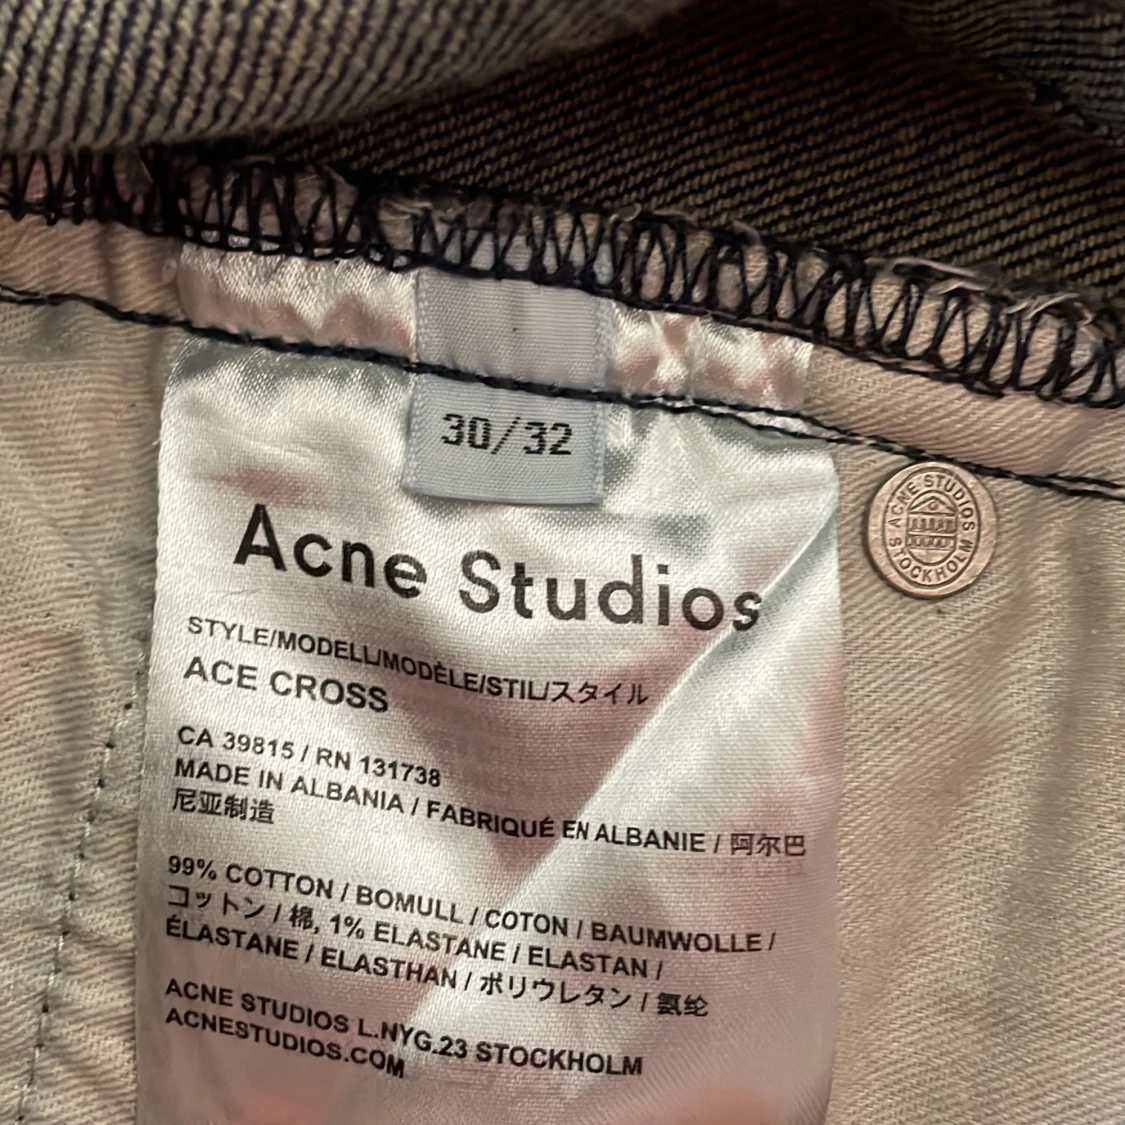 30/32
Acne Studios
STYLE/MODELL/MODÈLE/STIL/スタイル
ACE CROSS
CA 39815 / RN 131738
MADE IN ALBANIA / FABRIQUÉ EN ALBANIE / 阿尔巴
尼亚制造
99% COTTON / BOMULL / COTON / BAUMWOLLE /
コットン / 棉, 1% ELASTANE / ELASTAN /
ÉLASTANE / ELASTHAN / ポリウレタン / 氨纶
ACNE STUDIOS L.NYG.23 STOCKHOLM
ACNESTUDIOS.COM
ACNE STUDIOS
STOCKHOLM